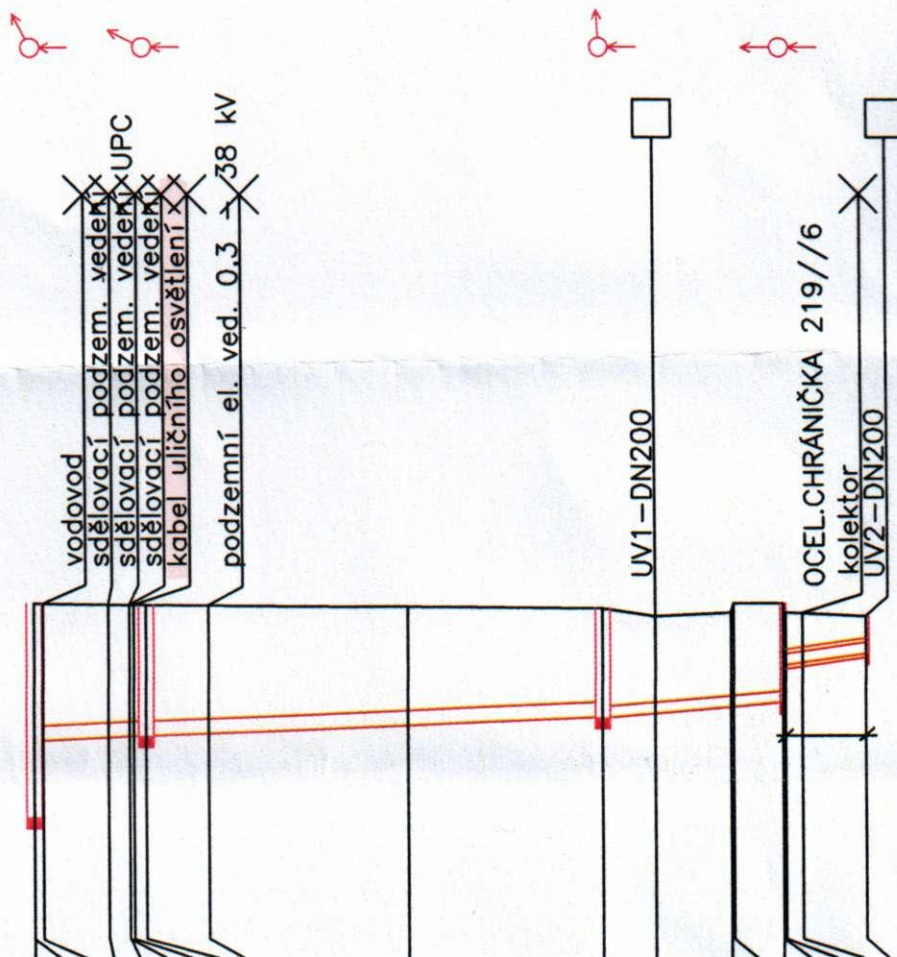 vodovod
sdělovací podzem. vedení
sdělovací podzem. vedení UPC
sdělovací podzem. vedení
kabel uličního osvětlení
podzemní el. ved. 0.3 – 38 kV
UV1–DN200
OCEL.CHRÁNIČKA 219//6
kolektor
UV2–DN200